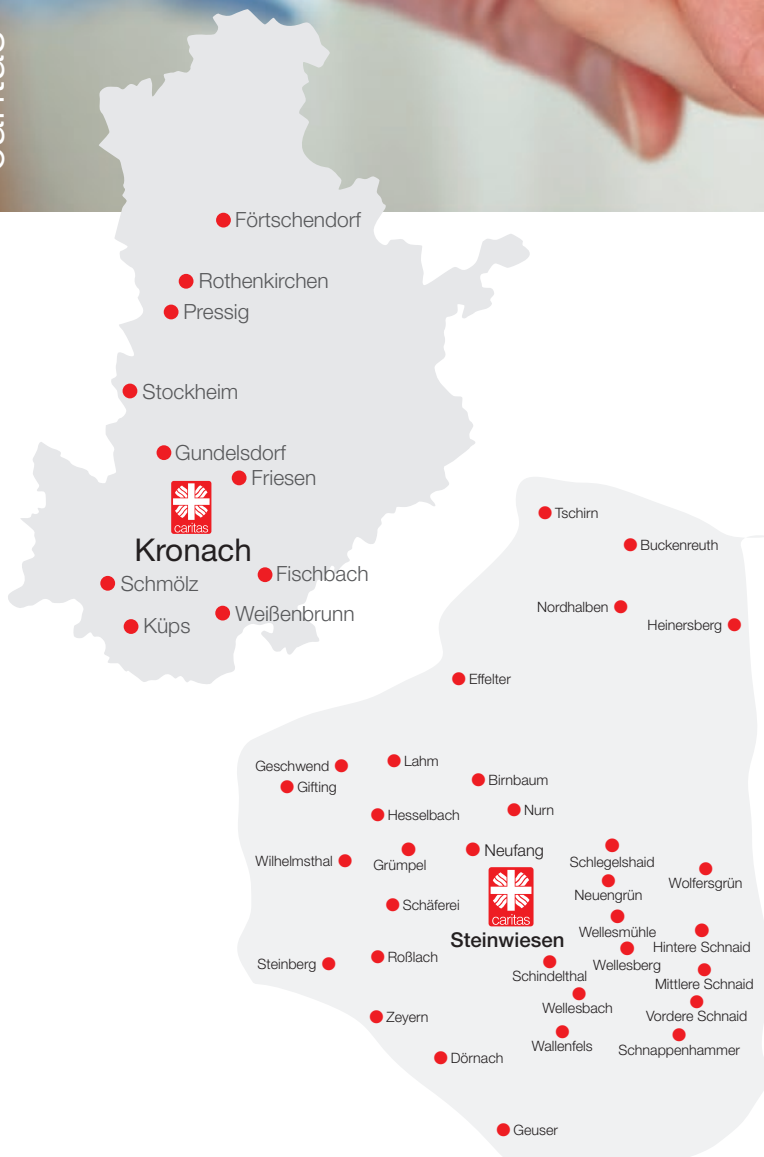 Förtschendorf
Rothenkirchen
Pressig
Stockheim
Gundelsdorf
Friesen
caritas
Kronach
Fischbach
Schmölz
Weißenbrunn
Küps
Tschirn
Buckenreuth
Nordhalben
Heinersberg
Effelter
Geschwend
Lahm
Gifting
Birnbaum
Hesselbach
Nurn
Neufang
Wilhelmsthal
Grümpel
Schlegelshaid
Wolfersgrün
Neuengrün
caritas
Schäferei
Wellesmühle
Steinwiesen
Hintere Schnaid
Roßlach
Steinberg
Wellesberg
Schindelthal
Mittlere Schnaid
Wellesbach
Vordere Schnaid
Zeyern
Wallenfels
Schnappenhammer
Dörnach
Geuser